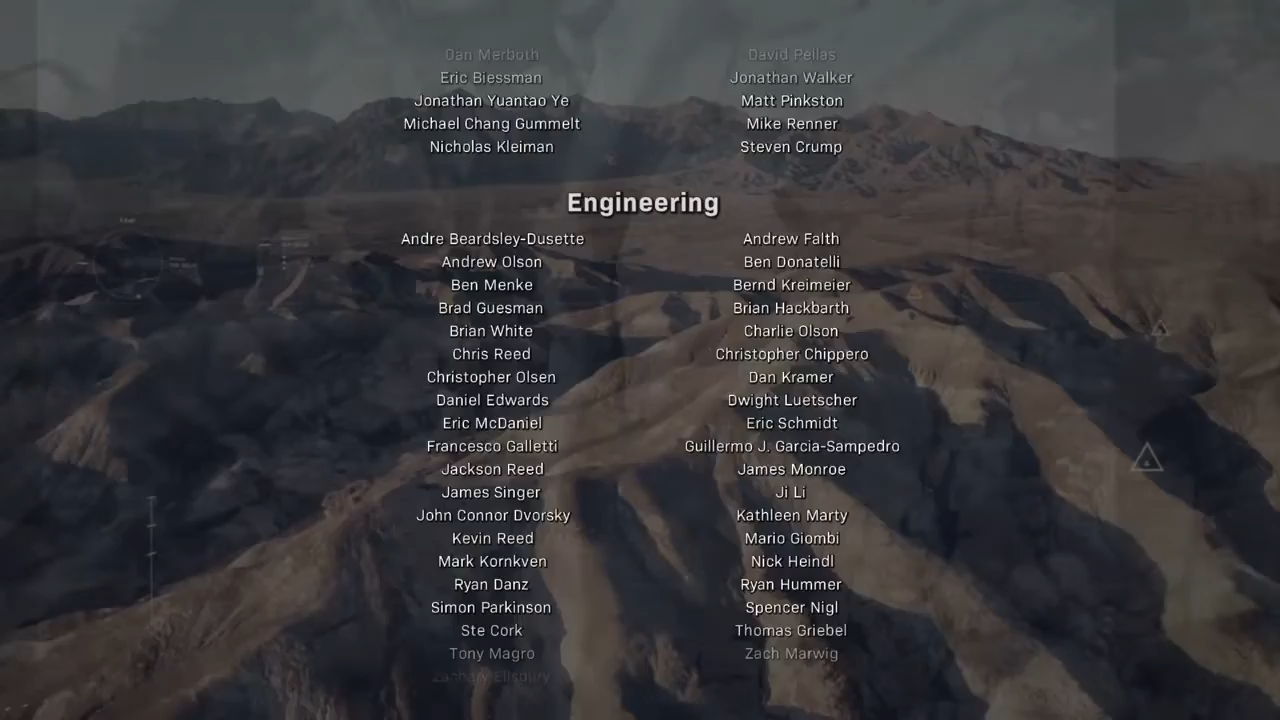 Dan Marboth David Pellas
Eric Biessman Jonathan Walker
Jonathan Yuantao Ye Matt Pinkston
Michael Chang Gummelt Mike Renner
Nicholas Kleiman Steven Crump
Engineering
Andre Beardsley-Dusette Andrew Falth
Andrew Olson Ben Donatelli
Ben Menke Bernd Kreimeier
Brad Guesman Brian Hackbarth
Brian White Charlie Olson
Chris Reed Christopher Chippero
Christopher Olsen Dan Kramer
Daniel Edwards Dwight Luetscher
Eric McDaniel Eric Schmidt
Francesco Galletti Guillermo J. Garcia-Sampedro
Jackson Reed James Monroe
James Singer Ji Li
John Connor Dvorsky Kathleen Marty
Kevin Reed Mario Giombi
Mark Kornkven Nick Heindl
Ryan Danz Ryan Hummer
Simon Parkinson Spencer Nigl
Ste Cork Thomas Griebel
Tony Magro Zach Marwig
Zachary Ellsbury